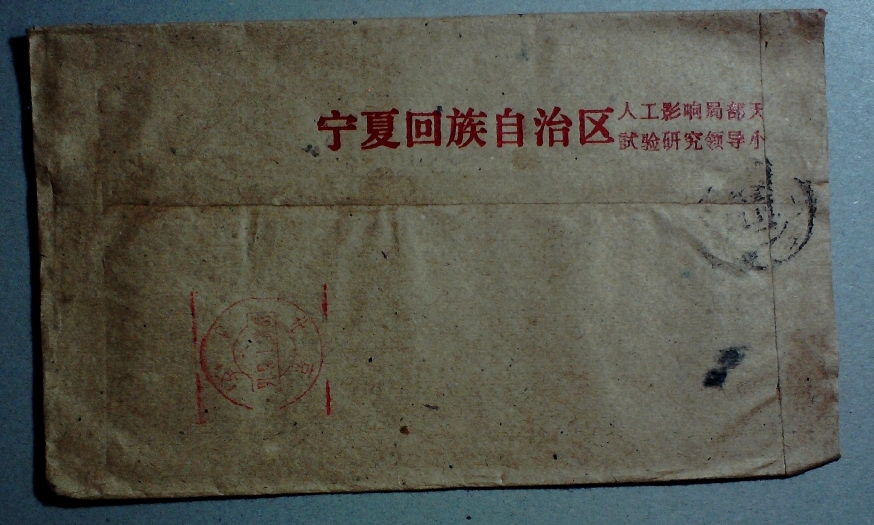 宁夏回族自治区
人工影响局部天
試验研究领导小